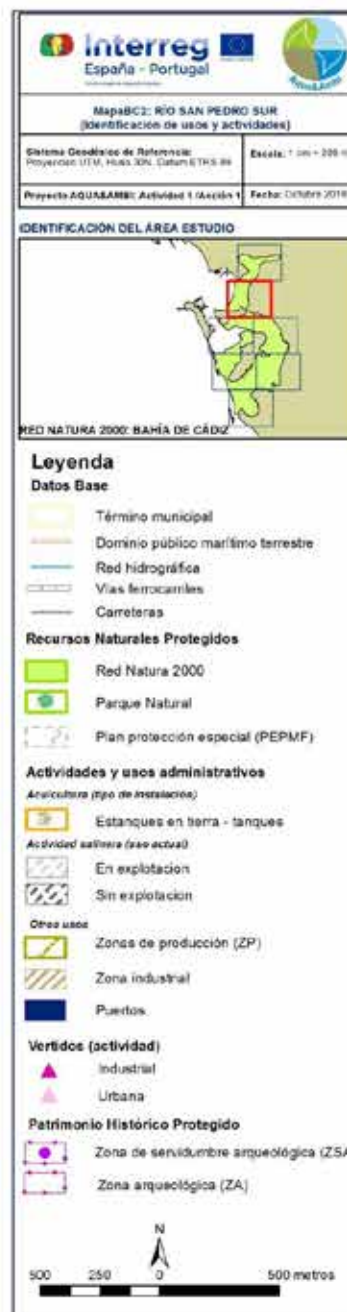 Interreg
España - Portugal
Aqua&Ambi
MapaBC2: RÍO SAN PEDRO SUR
(Identificación de usos y actividades)
Sistema Geodésico de Referencia:
Proyección UTM, Huso 30N. Datum ETRS 89
Escala: 1 cm = 200 m
Proyecto AQUA&AMBI: Actividad 1 /Acción 1
Fecha: Octubre 2018
IDENTIFICACIÓN DEL ÁREA ESTUDIO
RED NATURA 2000: BAHÍA DE CÁDIZ
Leyenda
Datos Base
Término municipal
Dominio público marítimo terrestre
Red hidrográfica
Vías ferrocarriles
Carreteras
Recursos Naturales Protegidos
Red Natura 2000
Parque Natural
Plan protección especial (PEPMF)
Actividades y usos administrativos
Acuicultura (tipo de instalación)
Estanques en tierra - tanques
Actividad salinera (uso actual)
En explotacion
Sin explotacion
Otros usos
Zonas de producción (ZP)
Zona industrial
Puertos
Vertidos (actividad)
Industrial
Urbana
Patrimonio Histórico Protegido
Zona de servidumbre arqueológica (ZSA
Zona arqueológica (ZA)
N
500 250 0 500 metros